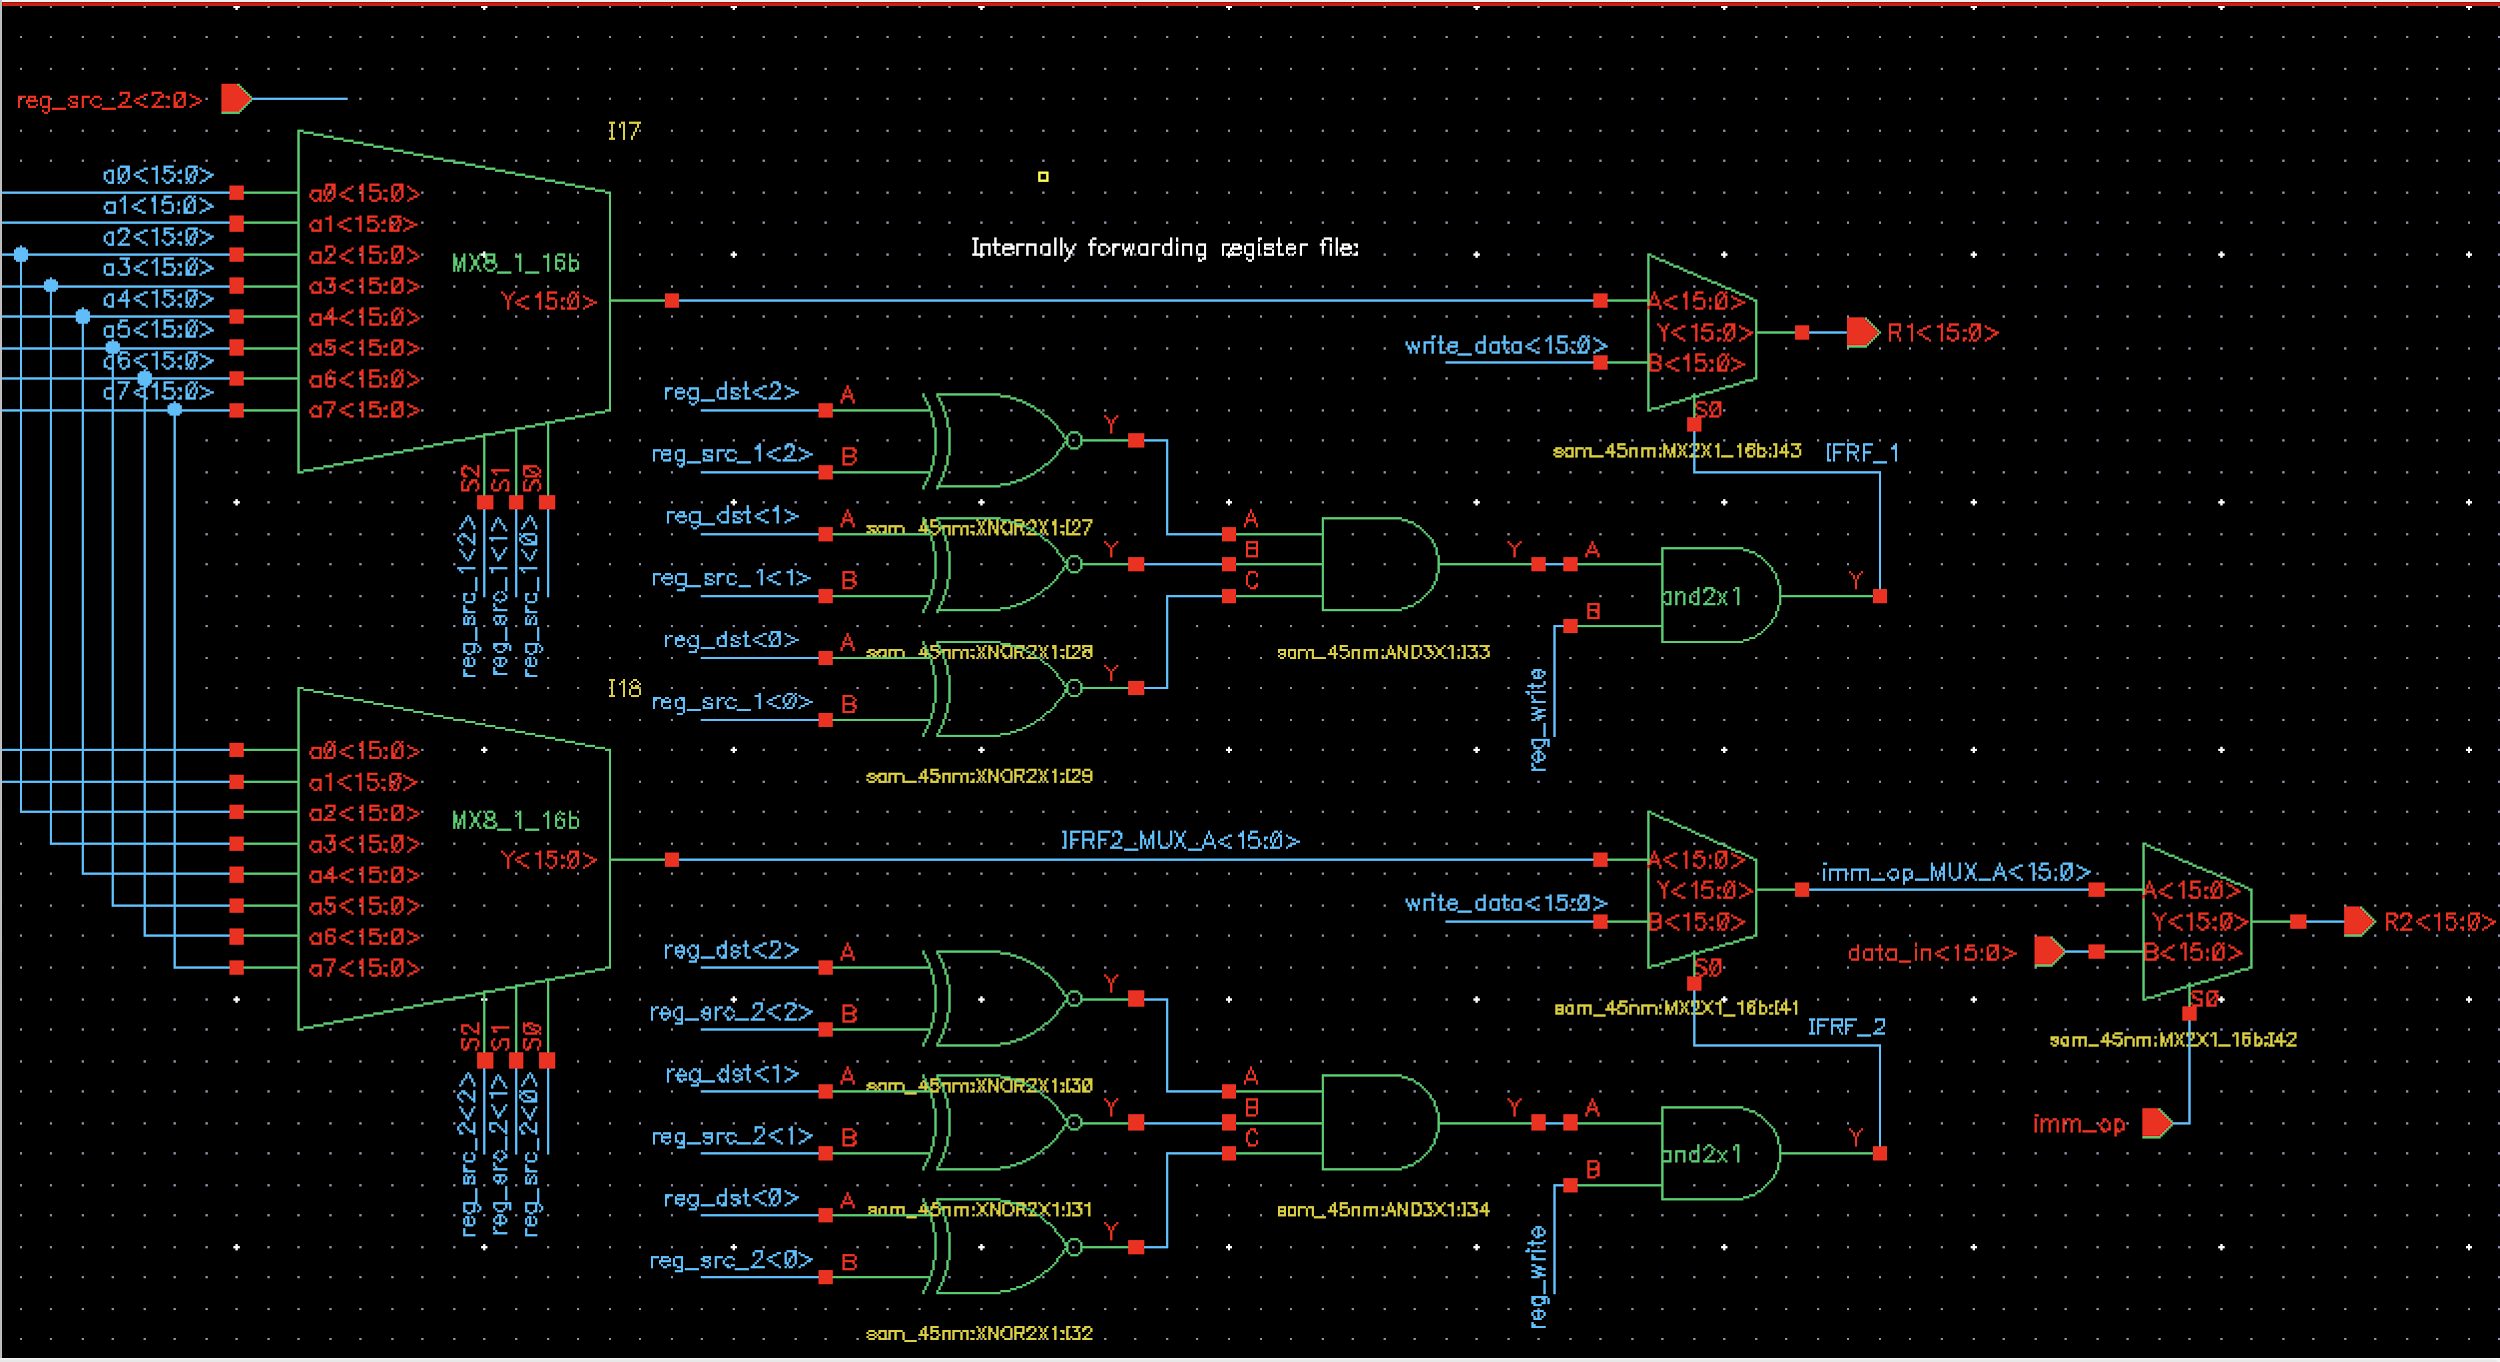 reg_src_2<2:0>
I17
a0<15:0>
a1<15:0>
a2<15:0>
a3<15:0>
a4<15:0>
a5<15:0>
a6<15:0>
a7<15:0>
a0<15:0>
a1<15:0>
a2<15:0>
a3<15:0>
a4<15:0>
a5<15:0>
a6<15:0>
a7<15:0>
MX8_1_16b
Y<15:0>
S2
S1
S0
reg_src_1<2>
reg_src_1<1>
reg_src_1<0>
Internally forwarding register file:
A<15:0>
Y<15:0>
B<15:0>
S0
write_data<15:0>
R1<15:0>
sam_45nm:MX2X1_16b:I43
IFRF_1
reg_dst<2>
A
reg_src_1<2>
B
Y
sam_45nm:XNOR2X1:I27
reg_dst<1>
A
reg_src_1<1>
B
Y
sam_45nm:XNOR2X1:I28
reg_dst<0>
A
reg_src_1<0>
B
Y
sam_45nm:XNOR2X1:I29
A
B
C
Y
sam_45nm:AND3X1:I33
A
B
and2x1
Y
reg_write
I18
a0<15:0>
a1<15:0>
a2<15:0>
a3<15:0>
a4<15:0>
a5<15:0>
a6<15:0>
a7<15:0>
MX8_1_16b
Y<15:0>
S2
S1
S0
reg_src_2<2>
reg_src_2<1>
reg_src_2<0>
IFRF2_MUX_A<15:0>
A<15:0>
Y<15:0>
B<15:0>
S0
write_data<15:0>
sam_45nm:MX2X1_16b:I41
IFRF_2
imm_op_MUX_A<15:0>
A<15:0>
Y<15:0>
B<15:0>
S0
data_in<15:0>
R2<15:0>
sam_45nm:MX2X1_16b:I42
imm_op
reg_dst<2>
A
reg_src_2<2>
B
Y
sam_45nm:XNOR2X1:I30
reg_dst<1>
A
reg_src_2<1>
B
Y
sam_45nm:XNOR2X1:I31
reg_dst<0>
A
reg_src_2<0>
B
Y
sam_45nm:XNOR2X1:I32
A
B
C
Y
sam_45nm:AND3X1:I34
A
B
and2x1
Y
reg_write